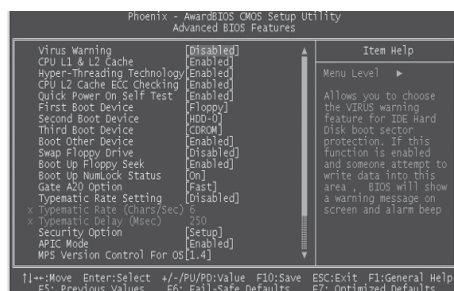 Phoenix - AwardBIOS CMOS Setup Utility
Advanced BIOS Features
Virus Warning [Disabled]
CPU L1 & L2 Cache [Enabled]
Hyper-Threading Technology[Enabled]
CPU L2 Cache ECC Checking [Enabled]
Quick Power On Self Test [Enabled]
First Boot Device [Floppy]
Second Boot Device [HDD-0]
Third Boot Device [CDROM]
Boot Other Device [Enabled]
Swap Floppy Drive [Disabled]
Boot Up Floppy Seek [Enabled]
Boot Up NumLock Status [On]
Gate A20 Option [Fast]
Typematic Rate Setting [Disabled]
x Typematic Rate (Chars/Sec) 6
x Typematic Delay (Msec) 250
Security Option [Setup]
APIC Mode [Enabled]
MPS Version Control For OS[1.4]
Item Help
Menu Level ►
Allows you to choose
the VIRUS warning
feature for IDE Hard
Disk boot sector
protection. If this
function is enabled
and someone attempt to
write data into this
area , BIOS will show
a warning message on
screen and alarm beep
↑↓→←:Move Enter:Select +/-/PU/PD:Value F10:Save ESC:Exit F1:General Help
F5: Previous Values F6: Fail-Safe Defaults F7: Optimized Defaults